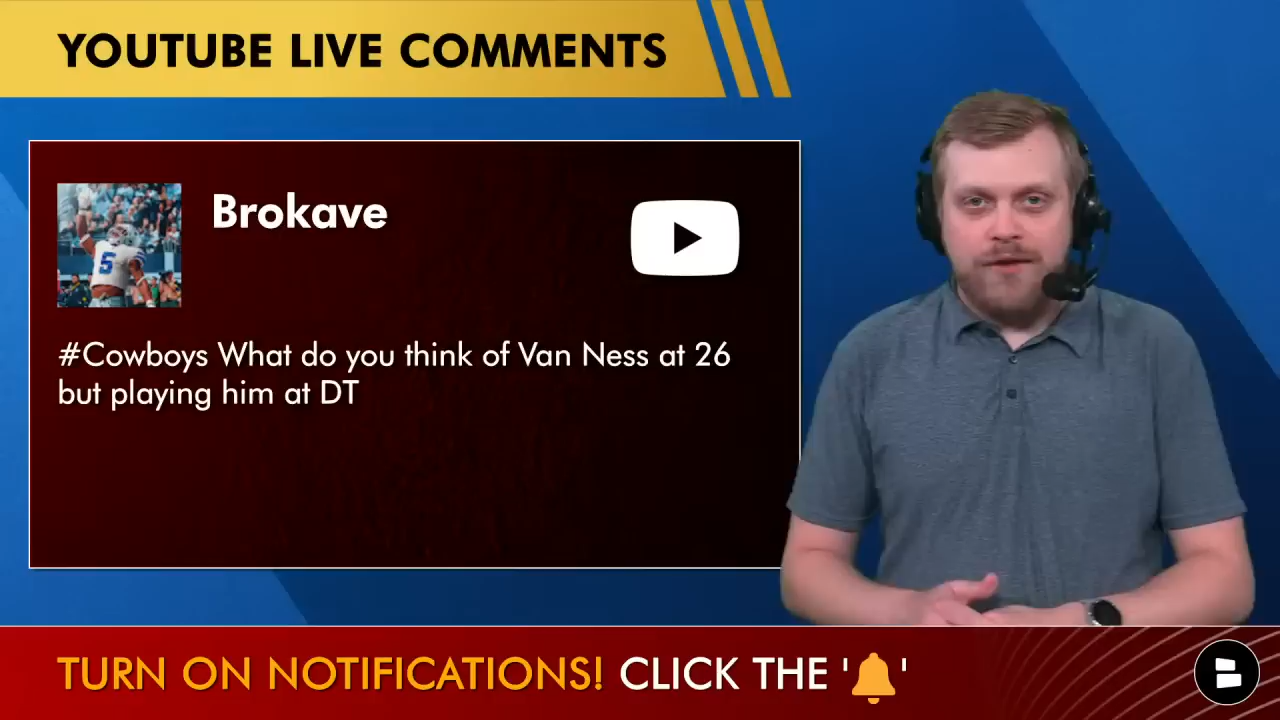 YOUTUBE LIVE COMMENTS
Brokave
5
#Cowboys What do you think of Van Ness at 26
but playing him at DT
TURN ON NOTIFICATIONS! CLICK THE ' '